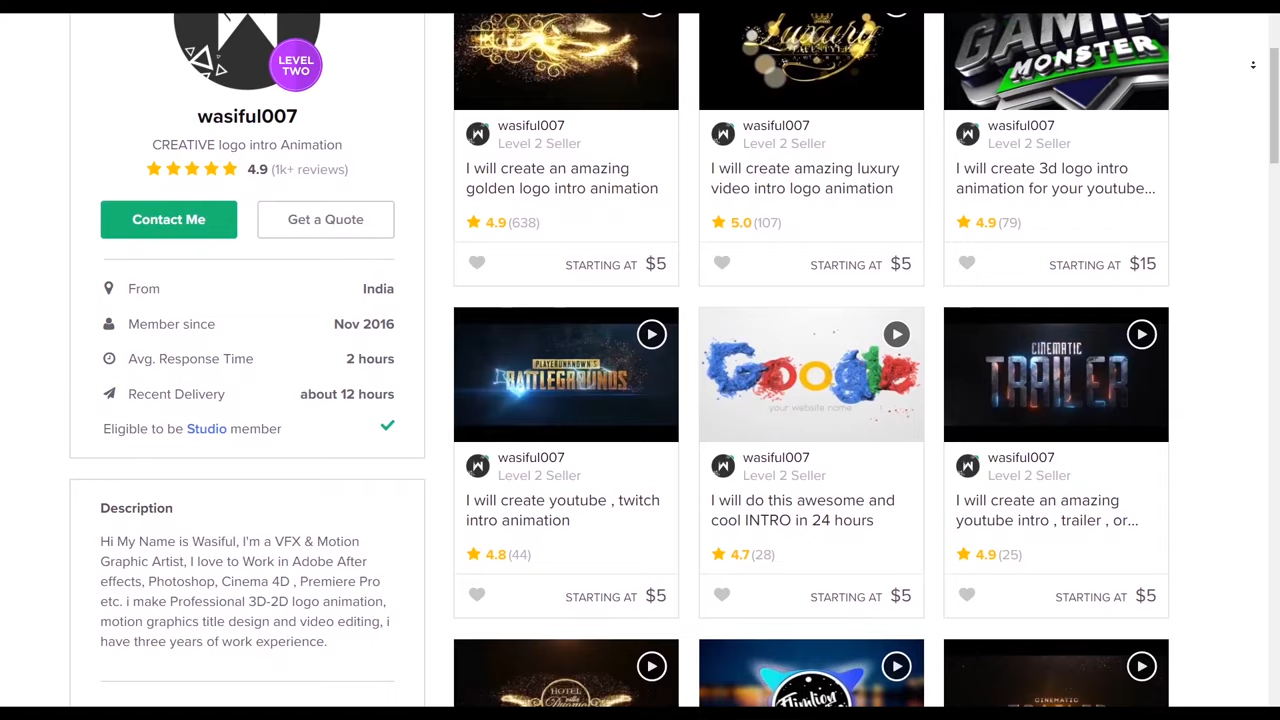 LEVEL
TWO
wasiful007
CREATIVE logo intro Animation
4.9 (1k+ reviews)
Contact Me
Get a Quote
From India
Member since Nov 2016
Avg. Response Time 2 hours
Recent Delivery about 12 hours
Eligible to be Studio member
Description
Hi My Name is Wasiful, I'm a VFX & Motion
Graphic Artist, I love to Work in Adobe After
effects, Photoshop, Cinema 4D , Premiere Pro
etc. i make Professional 3D-2D logo animation,
motion graphics title design and video editing, i
have three years of work experience.
wasiful007
Level 2 Seller
I will create an amazing
golden logo intro animation
4.9 (638)
STARTING AT $5
Luxury
wasiful007
Level 2 Seller
I will create amazing luxury
video intro logo animation
5.0 (107)
STARTING AT $5
GAMING
MONSTER
wasiful007
Level 2 Seller
I will create 3d logo intro
animation for your youtube...
4.9 (79)
STARTING AT $15
PLAYERUNKNOWN'S
BATTLEGROUNDS
wasiful007
Level 2 Seller
I will create youtube , twitch
intro animation
4.8 (44)
STARTING AT $5
Google
your website name
wasiful007
Level 2 Seller
I will do this awesome and
cool INTRO in 24 hours
4.7 (28)
STARTING AT $5
CINEMATIC
TRAILER
wasiful007
Level 2 Seller
I will create an amazing
youtube intro , trailer , or...
4.9 (25)
STARTING AT $5
HOTEL
CINEMATIC